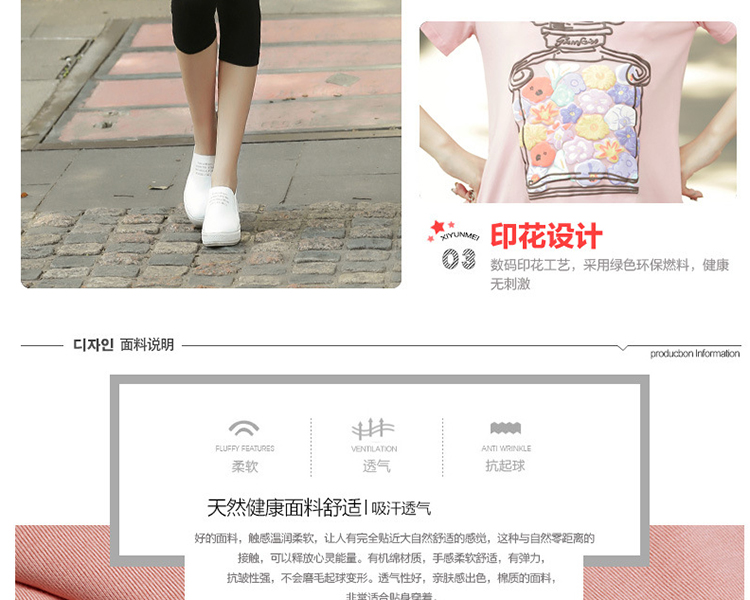 XIYUNMEI
03
印花设计
数码印花工艺，采用绿色环保燃料，健康
无刺激
디자인 面料说明
producbon Information
FLUFFY FEATURES
柔软
VENTILATION
透气
ANTI WRINKLE
抗起球
天然健康面料舒适 | 吸汗透气
好的面料，触感温润柔软，让人有完全贴近大自然舒适的感觉，这种与自然零距离的
接触，可以释放心灵能量。有机绵材质，手感柔软舒适，有弹力，
抗皱性强，不会磨毛起球变形。透气性好，亲肤感出色，棉质的面料，
非常适合贴身穿着。